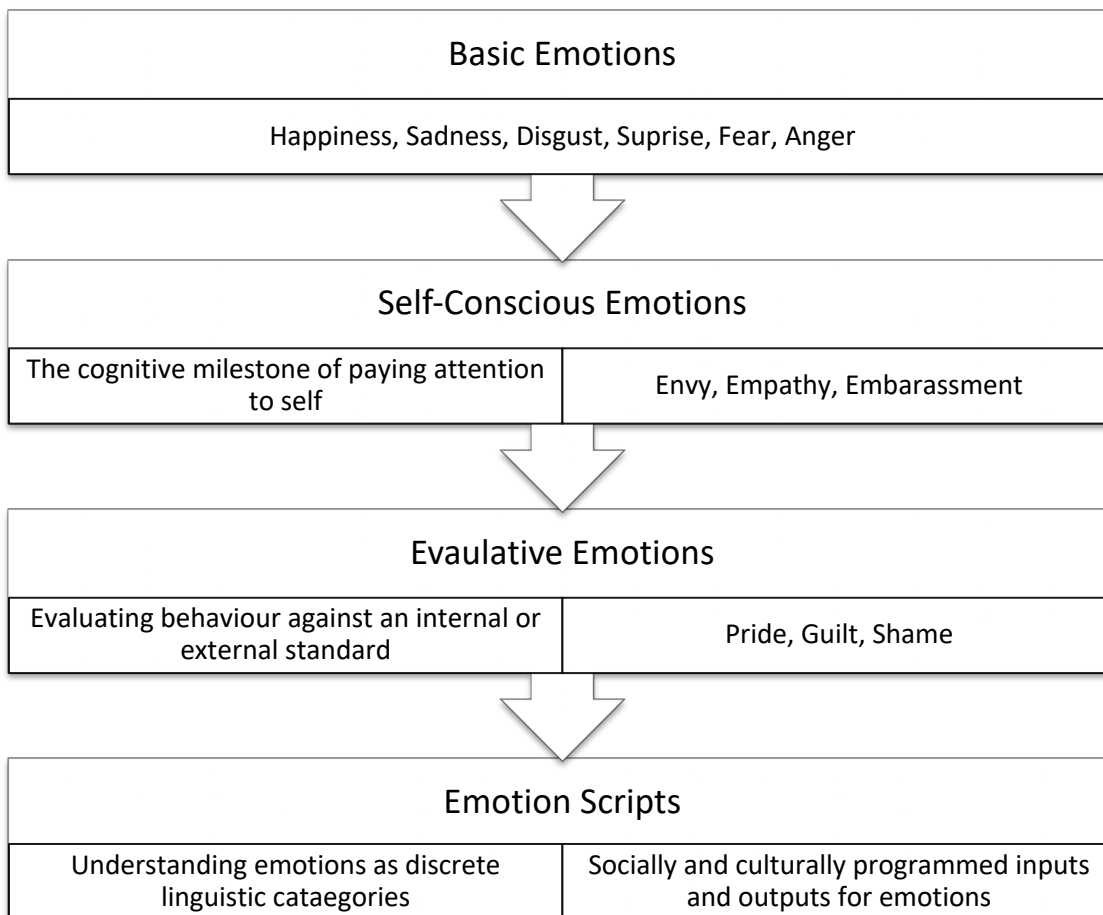 Basic Emotions
Happiness, Sadness, Disgust, Suprise, Fear, Anger
Self-Conscious Emotions
The cognitive milestone of paying attention
to self
Envy, Empathy, Embarassment
Evaulative Emotions
Evaluating behaviour against an internal or
external standard
Pride, Guilt, Shame
Emotion Scripts
Understanding emotions as discrete
linguistic cataegories
Socially and culturally programmed inputs
and outputs for emotions